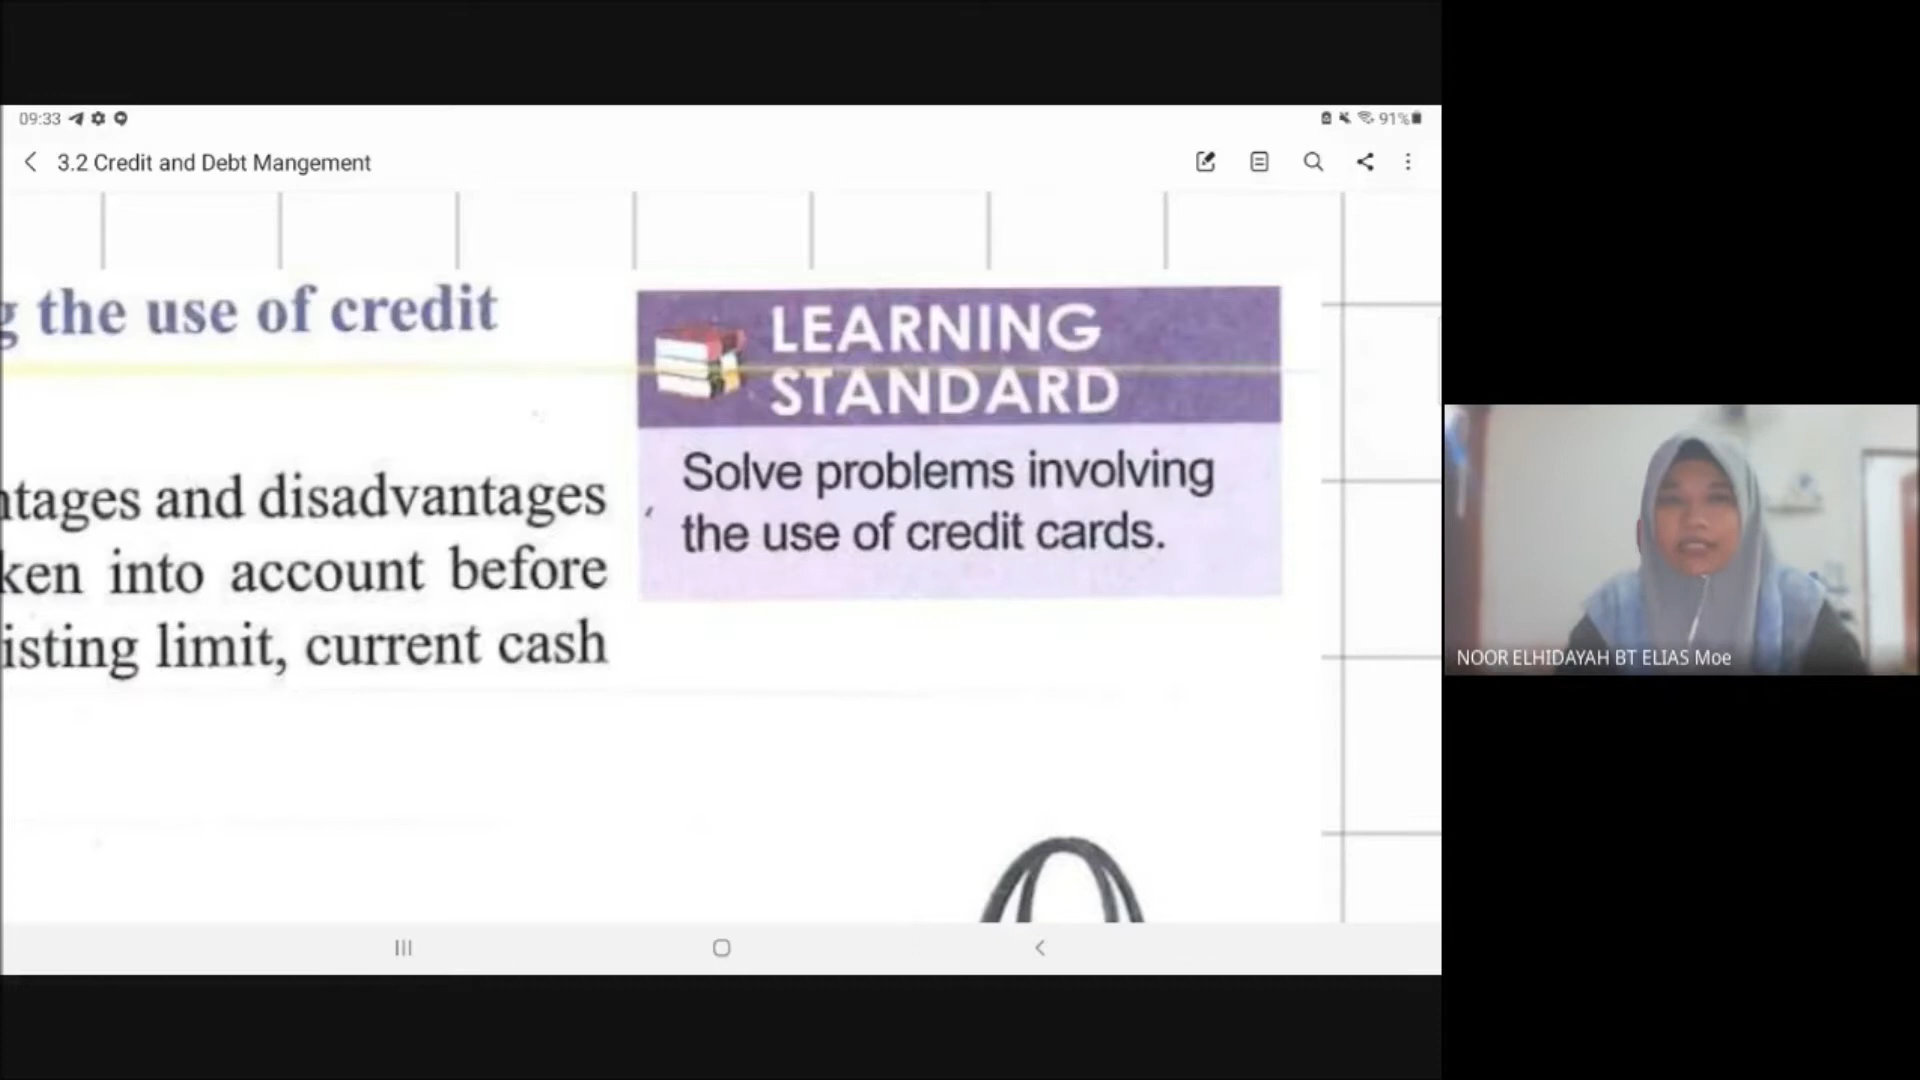 09:33
91%
3.2 Credit and Debt Mangement
g the use of credit
LEARNING
STANDARD
Solve problems involving
the use of credit cards.
ntages and disadvantages
ken into account before
isting limit, current cash
NOOR ELHIDAYAH BT ELIAS Moe